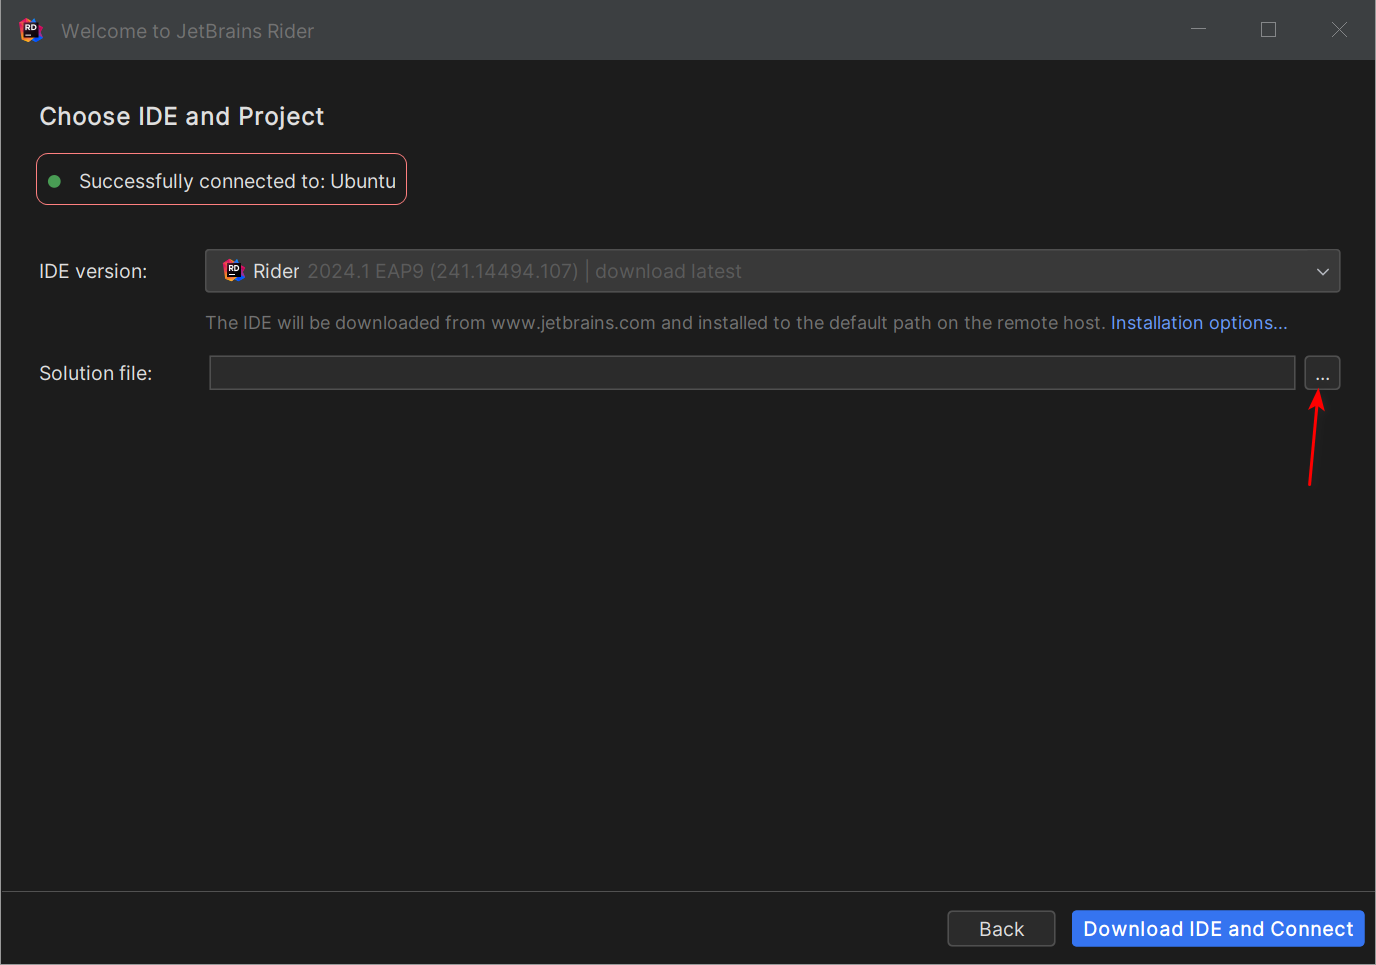 Welcome to JetBrains Rider
Choose IDE and Project
Successfully connected to: Ubuntu
IDE version:
RD Rider 2024.1 EAP9 (241.14494.107) | download latest
The IDE will be downloaded from www.jetbrains.com and installed to the default path on the remote host. Installation options...
Solution file:
...
Back
Download IDE and Connect